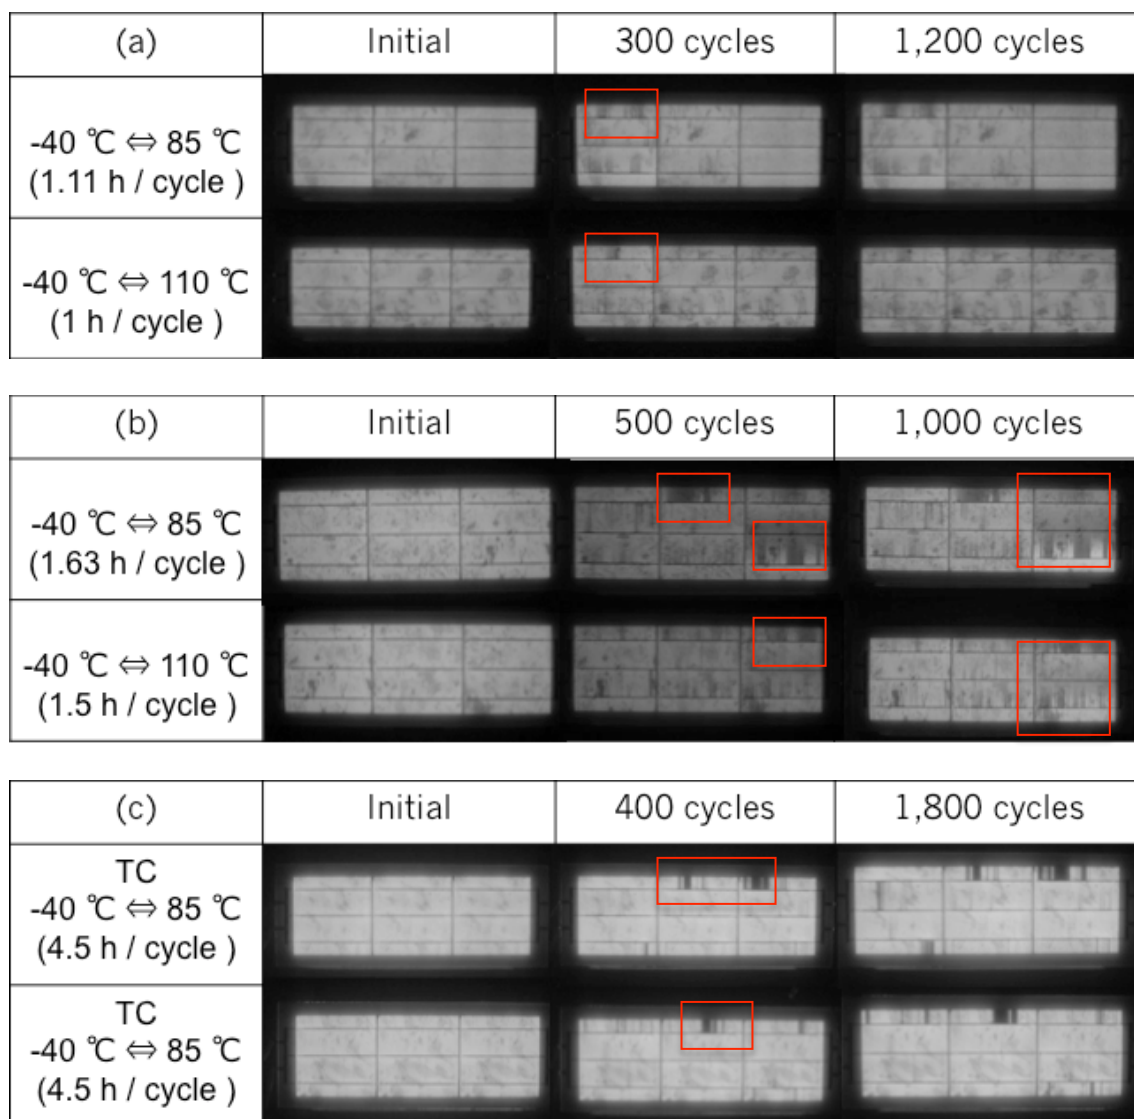 (a) Initial 300 cycles 1,200 cycles
-40 ℃ ⇔ 85 ℃
(1.11 h / cycle )
-40 ℃ ⇔ 110 ℃
(1 h / cycle )
(b) Initial 500 cycles 1,000 cycles
-40 ℃ ⇔ 85 ℃
(1.63 h / cycle )
-40 ℃ ⇔ 110 ℃
(1.5 h / cycle )
(c) Initial 400 cycles 1,800 cycles
TC
-40 ℃ ⇔ 85 ℃
(4.5 h / cycle )
TC
-40 ℃ ⇔ 85 ℃
(4.5 h / cycle )